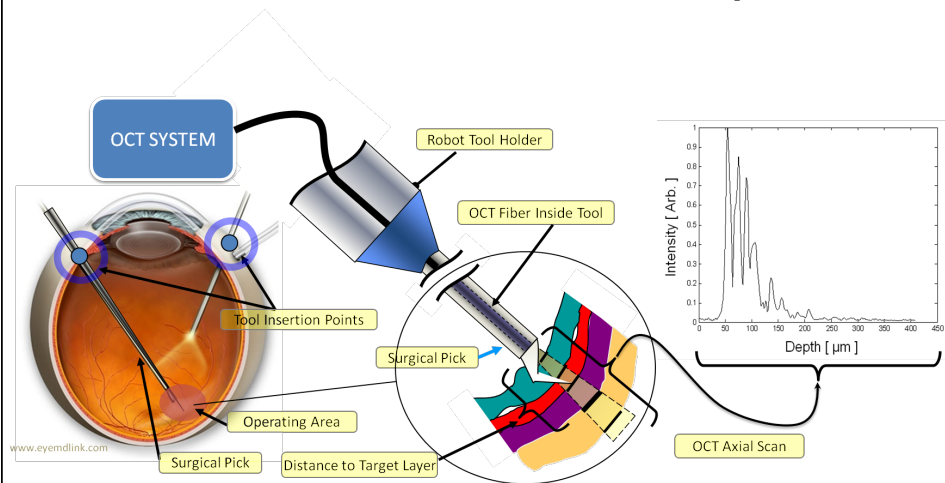 OCT SYSTEM
Robot Tool Holder
OCT Fiber Inside Tool
Tool Insertion Points
Surgical Pick
Operating Area
www.eyemdlink.com
Surgical Pick
Distance to Target Layer
OCT Axial Scan
Intensity [ Arb. ]
1
0.9
0.8
0.7
0.6
0.5
0.4
0.3
0.2
0.1
0
0 50 100 150 200 250 300 350 400 450
Depth [ µm ]